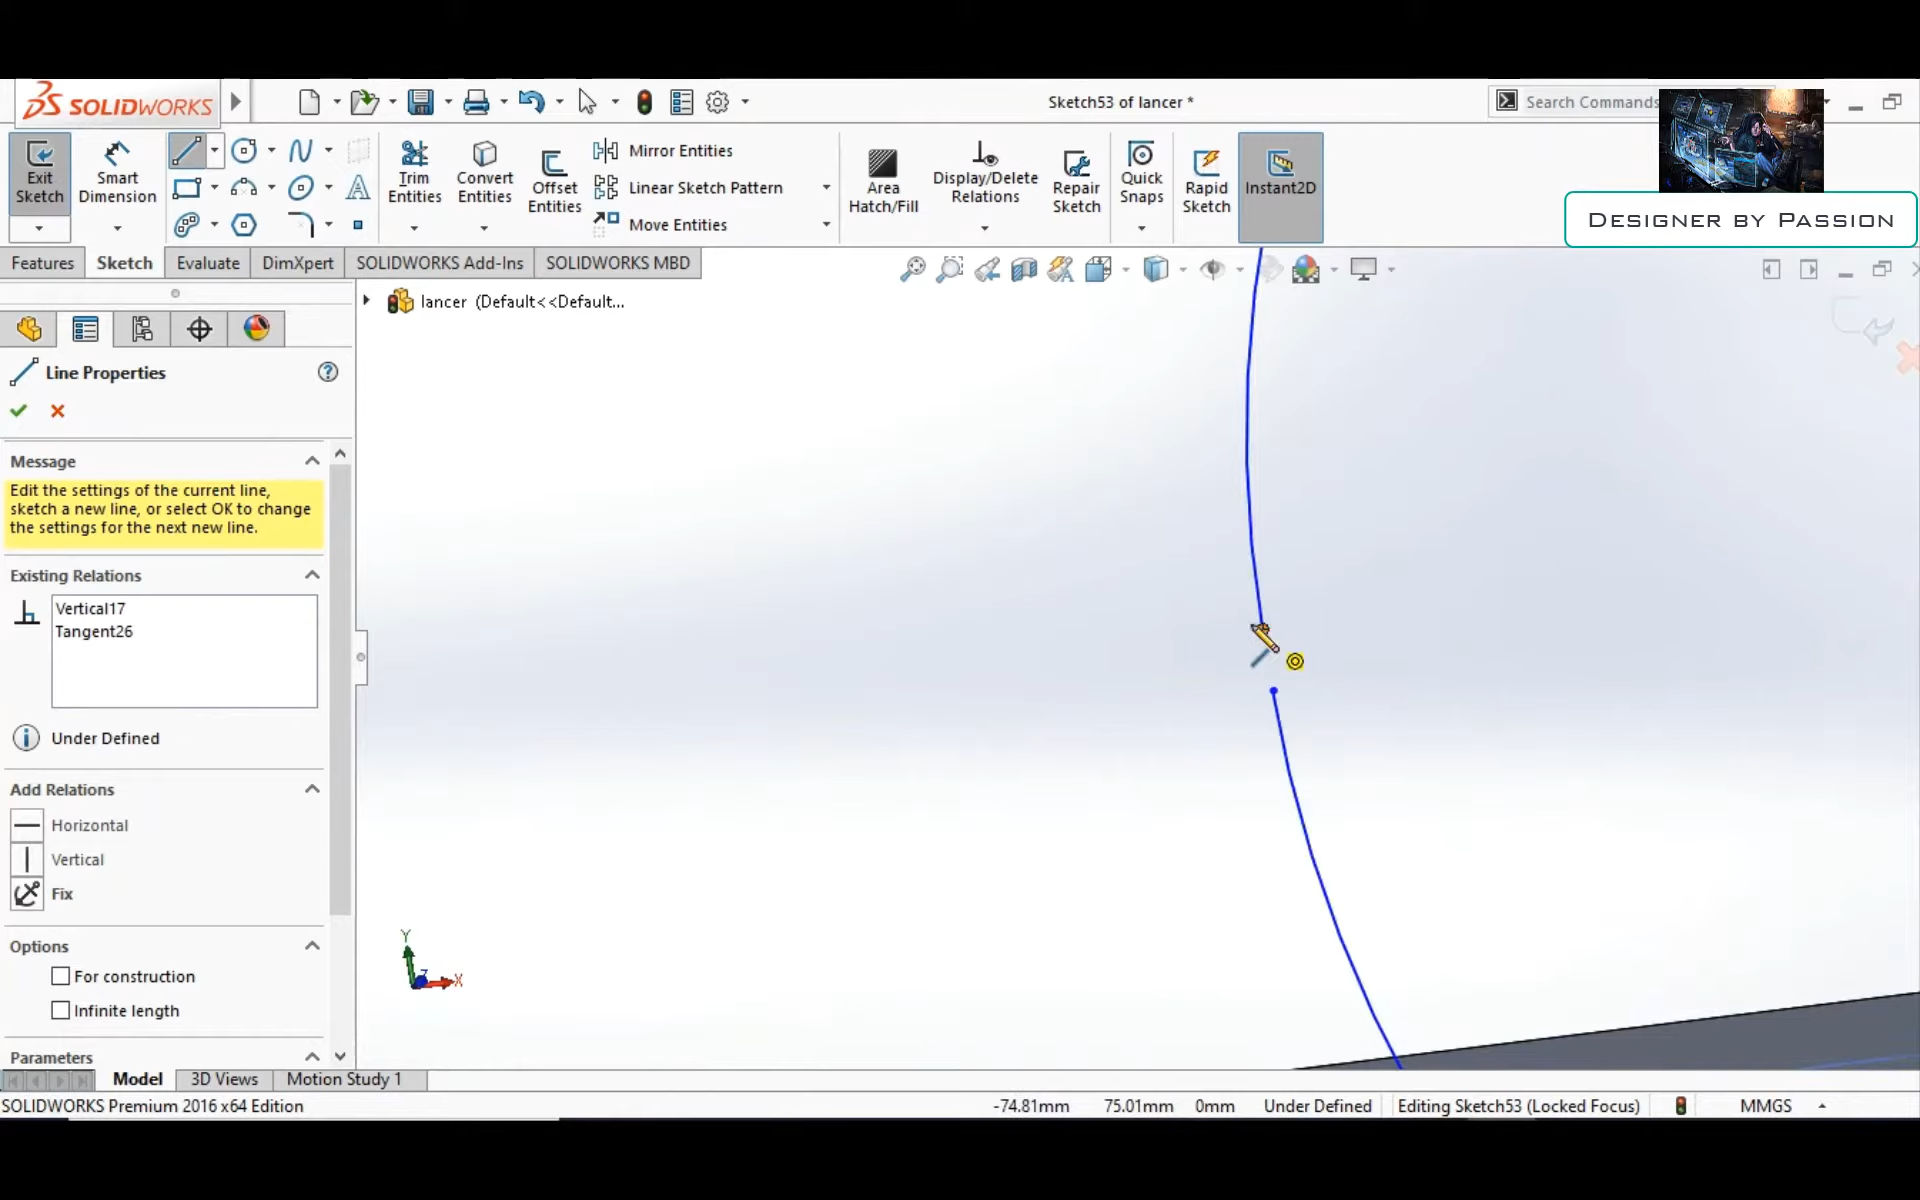 SOLIDWORKS
Sketch53 of lancer *
Search Commands
Exit
Sketch
Smart
Dimension
Trim
Entities
Convert
Entities
Offset
Entities
Mirror Entities
Linear Sketch Pattern
Move Entities
Area
Hatch/Fill
Display/Delete
Relations
Repair
Sketch
Quick
Snaps
Rapid
Sketch
Instant2D
Designer by Passion
Features
Sketch
Evaluate
DimXpert
SOLIDWORKS Add-Ins
SOLIDWORKS MBD
lancer (Default<<Default...
Line Properties
Message
Edit the settings of the current line,
sketch a new line, or select OK to change
the settings for the next new line.
Existing Relations
Vertical17
Tangent26
Under Defined
Add Relations
Horizontal
Vertical
Fix
Options
For construction
Infinite length
Parameters
Y
Z
X
Model
3D Views
Motion Study 1
SOLIDWORKS Premium 2016 x64 Edition
-74.81mm
75.01mm
0mm
Under Defined
Editing Sketch53 (Locked Focus)
MMGS